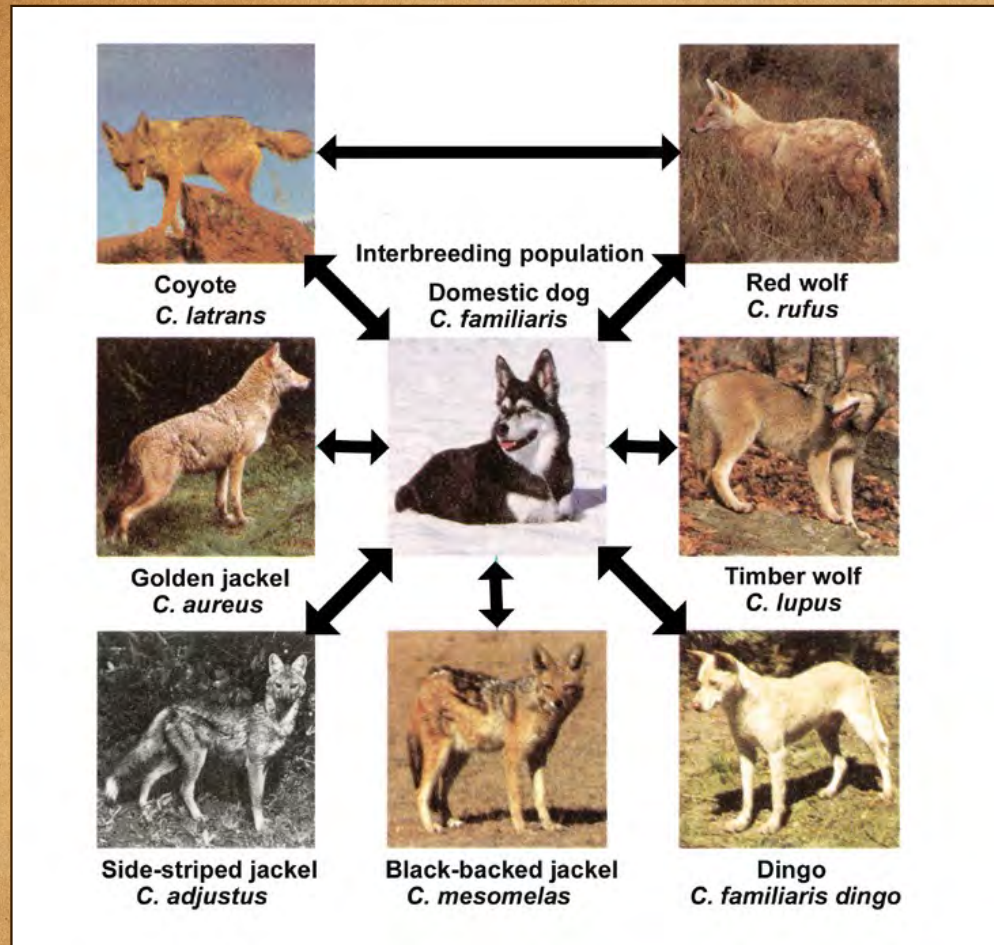 Interbreeding population
Coyote
C. latrans
Domestic dog
C. familiaris
Red wolf
C. rufus
Golden jackel
C. aureus
Timber wolf
C. lupus
Side-striped jackel
C. adjustus
Black-backed jackel
C. mesomelas
Dingo
C. familiaris dingo